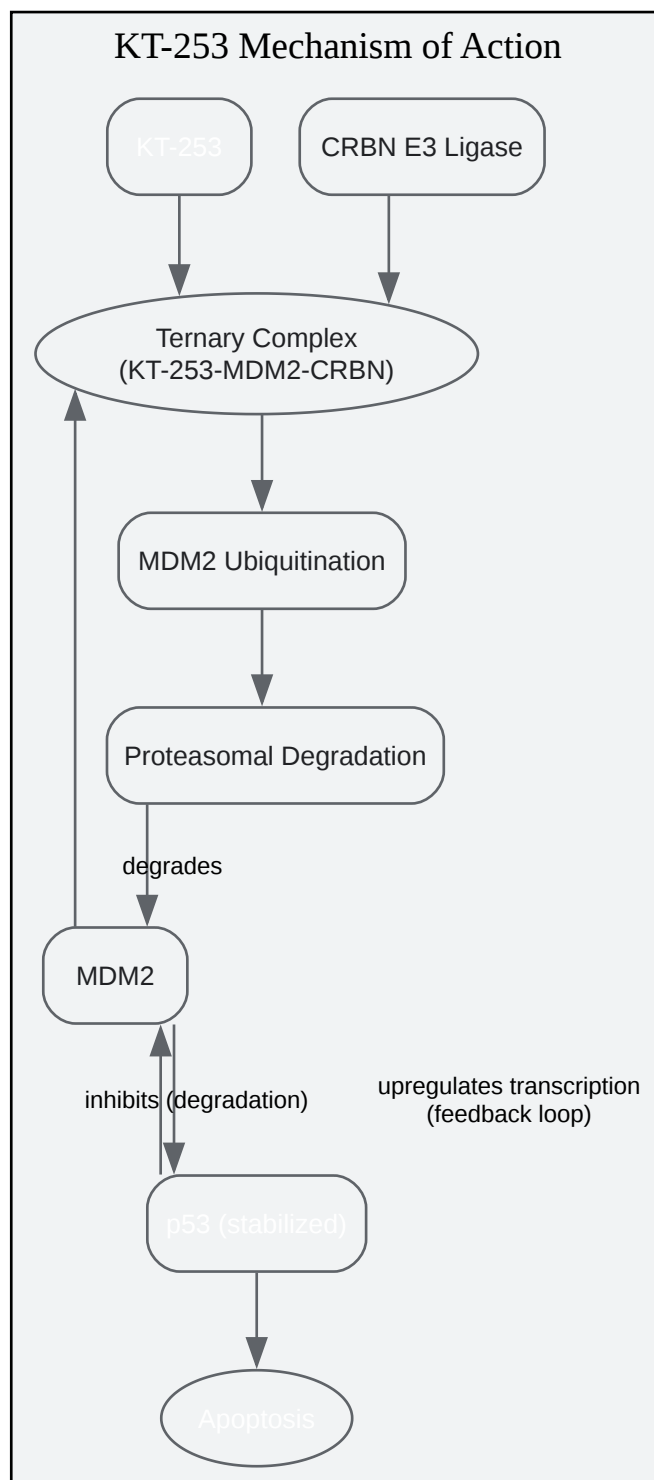 KT-253 Mechanism of Action
KT-253
CRBN E3 Ligase
Ternary Complex
(KT-253-MDM2-CRBN)
MDM2 Ubiquitination
Proteasomal Degradation
degrades
MDM2
inhibits (degradation)
upregulates transcription
(feedback loop)
p53 (stabilized)
Apoptosis